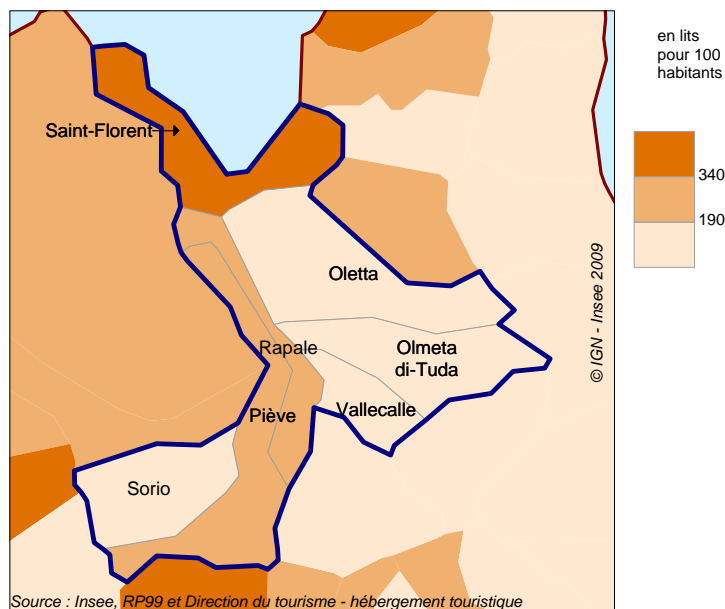 en lits
pour 100
habitants
340
190
Saint-Florent
Oletta
Rapale
Olmeta
di-Tuda
Piève
Vallecalle
Sorio
© IGN - Insee 2009
Source : Insee, RP99 et Direction du tourisme - hébergement touristique